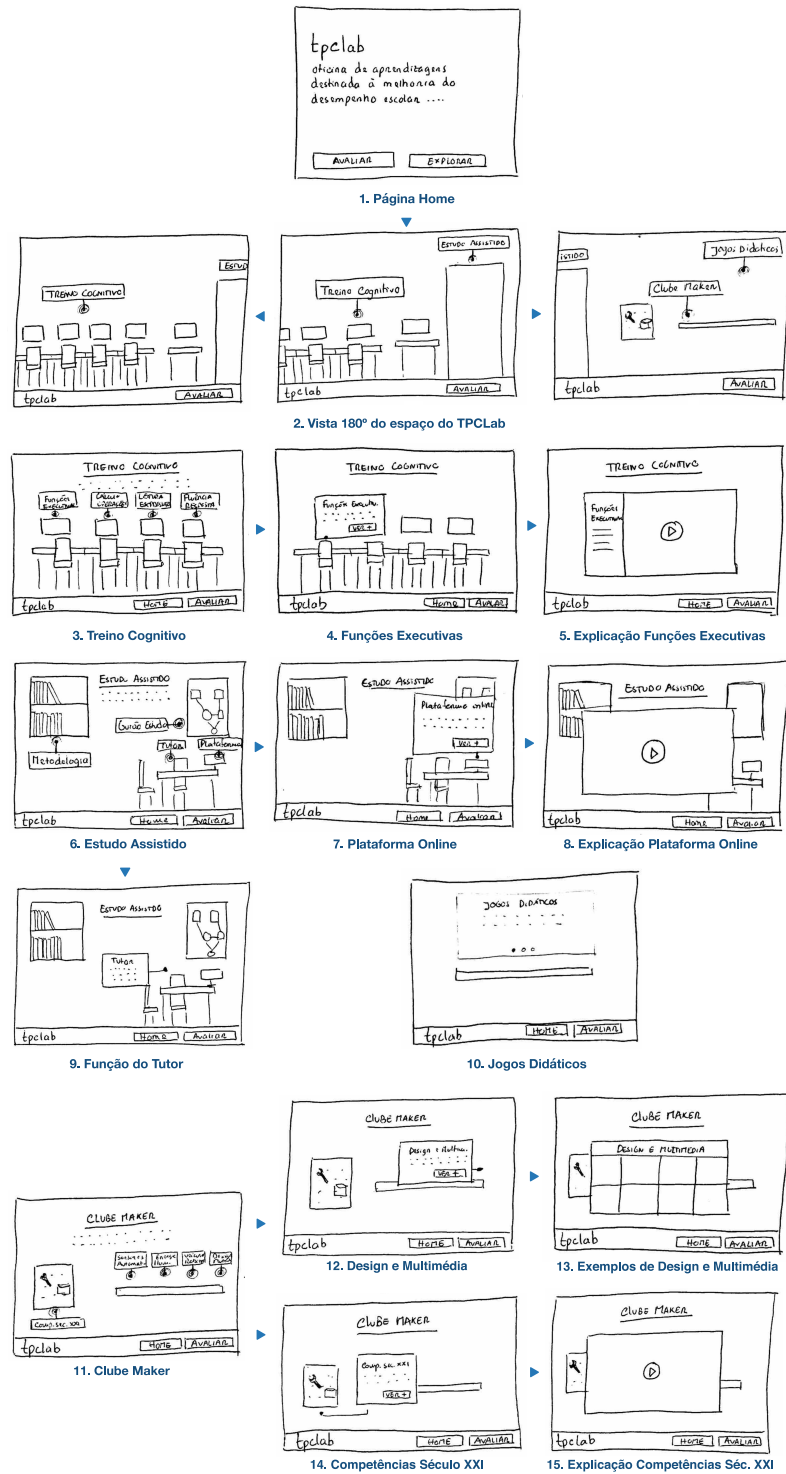 tpclab
oficina de aprendizagens
destinada à melhoria do
desempenho escolar ....
AVALIAR
EXPLORAR
1. Página Home
ESTUD
TREINO COGNITIVO
tpclab
AVALIAR
ESTUDO ASSISTIDO
Treino Cognitivo
tpclab
AVALIAR
ISTIDO
Jogos Didáticos
Clube Maker
tpclab
AVALIAR
2. Vista 180º do espaço do TPCLab
TREINO COGNITIVO
Funções
EXECUTIVAS
tpclab
HOME
AVALIAR
3. Treino Cognitivo
TREINO COGNITIVO
Funções Executiv.
VER +
tpclab
Home
AVALIAR
4. Funções Executivas
TREINO COGNITIVO
Funções
Executivas
tpclab
HOME
AVALIAR
5. Explicação Funções Executivas
ESTUDO ASSISTIDO
Guião Estudo
TUTOR
Plataforma
Metodologia
tpclab
Home
Avaliar
6. Estudo Assistido
ESTUDO ASSISTIDO
Plataforma online
VER +
tpclab
Home
Avaliar
7. Plataforma Online
ESTUDO ASSISTIDO
tpclab
Home
Avaliar
8. Explicação Plataforma Online
ESTUDO ASSISTIDO
Tutor
tpclab
Home
Avaliar
9. Função do Tutor
JOGOS DIDÁTICOS
tpclab
HOME
AVALIAR
10. Jogos Didáticos
CLUBE MAKER
Comp. sec. XXI
tpclab
HOME
AVALIAR
11. Clube Maker
CLUBE MAKER
Design e Multim.
VER +
tpclab
HOME
AVALIAR
12. Design e Multimédia
CLUBE MAKER
DESIGN E MULTIMEDIA
tpclab
HOME
AVALIAR
13. Exemplos de Design e Multimédia
CLUBE MAKER
Comp. sec. XXI
VER +
tpclab
HOME
AVALIAR
14. Competências Século XXI
CLUBE MAKER
tpclab
HOME
AVALIAR
15. Explicação Competências Séc. XXI